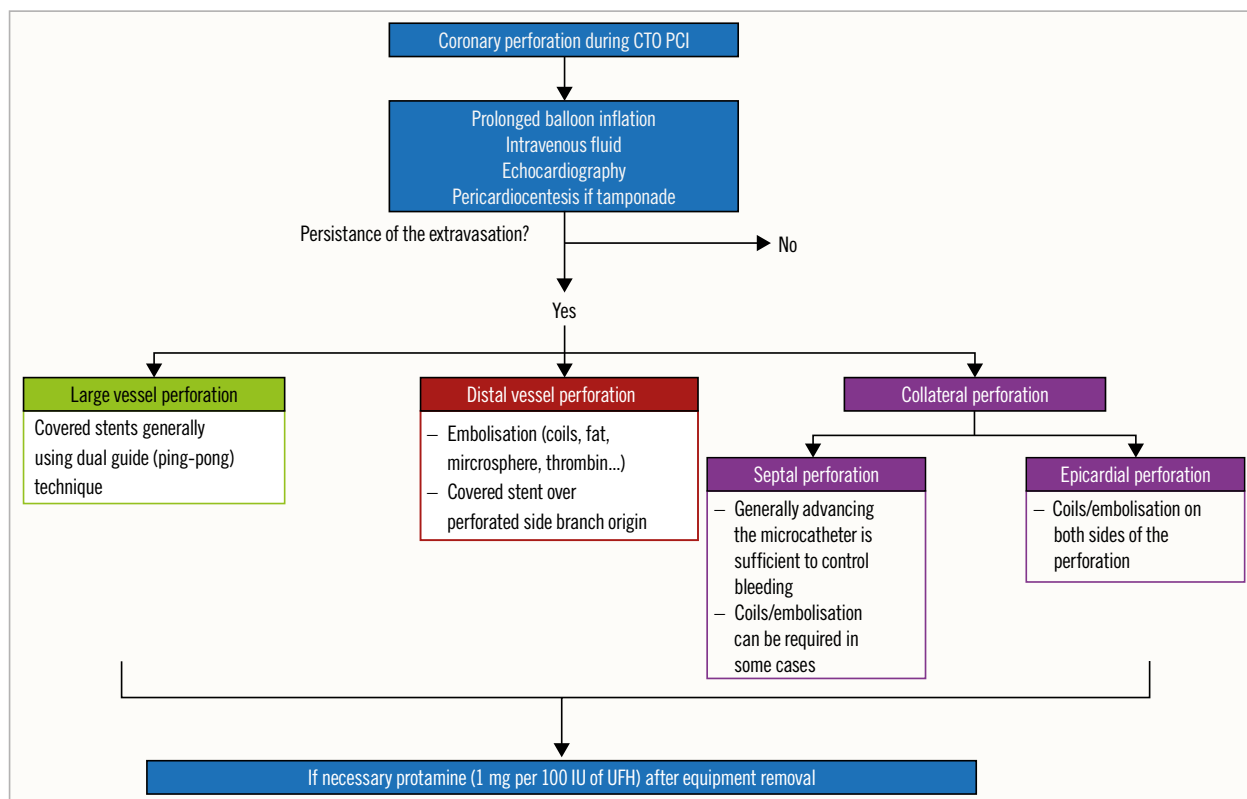 Coronary perforation during CTO PCI
Prolonged balloon inflation
Intravenous fluid
Echocardiography
Pericardiocentesis if tamponade
Persistance of the extravasation?
No
Yes
Large vessel perforation
Covered stents generally
using dual guide (ping-pong)
technique
Distal vessel perforation
– Embolisation (coils, fat,
mircrosphere, thrombin...)
– Covered stent over
perforated side branch origin
Collateral perforation
Septal perforation
– Generally advancing
the microcatheter is
sufficient to control
bleeding
– Coils/embolisation
can be required in
some cases
Epicardial perforation
– Coils/embolisation on
both sides of the
perforation
If necessary protamine (1 mg per 100 IU of UFH) after equipment removal